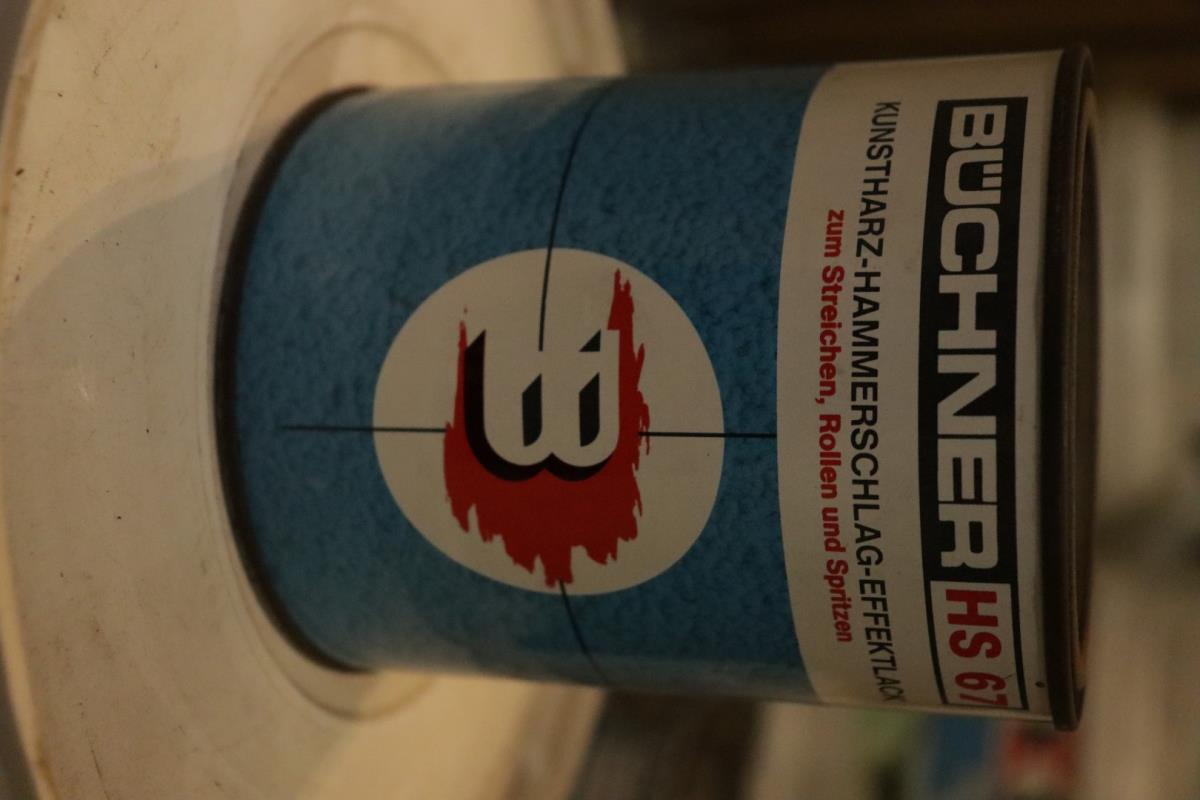 BÜCHNER HS 67
KUNSTHARZ-HAMMERSCHLAG-EFFEKTLACK
zum Streichen, Rollen und Spritzen
B